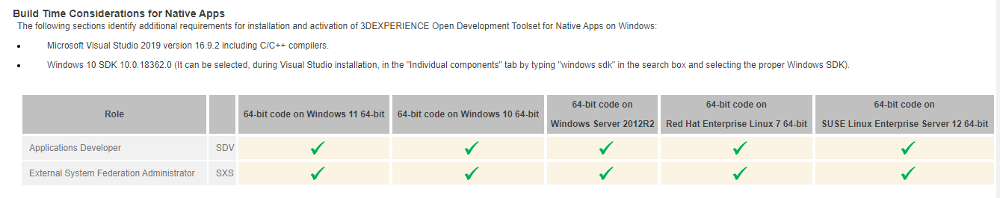 Build Time Considerations for Native Apps
The following sections identify additional requirements for installation and activation of 3DEXPERIENCE Open Development Toolset for Native Apps on Windows:
• Microsoft Visual Studio 2019 version 16.9.2 including C/C++ compilers.
• Windows 10 SDK 10.0.18362.0 (It can be selected, during Visual Studio installation, in the "Individual components" tab by typing "windows sdk" in the search box and selecting the proper Windows SDK).
Role
64-bit code on Windows 11 64-bit
64-bit code on Windows 10 64-bit
64-bit code on
Windows Server 2012R2
64-bit code on
Red Hat Enterprise Linux 7 64-bit
64-bit code on
SUSE Linux Enterprise Server 12 64-bit
Applications Developer SDV ✓ ✓ ✓ ✓ ✓
External System Federation Administrator SXS ✓ ✓ ✓ ✓ ✓